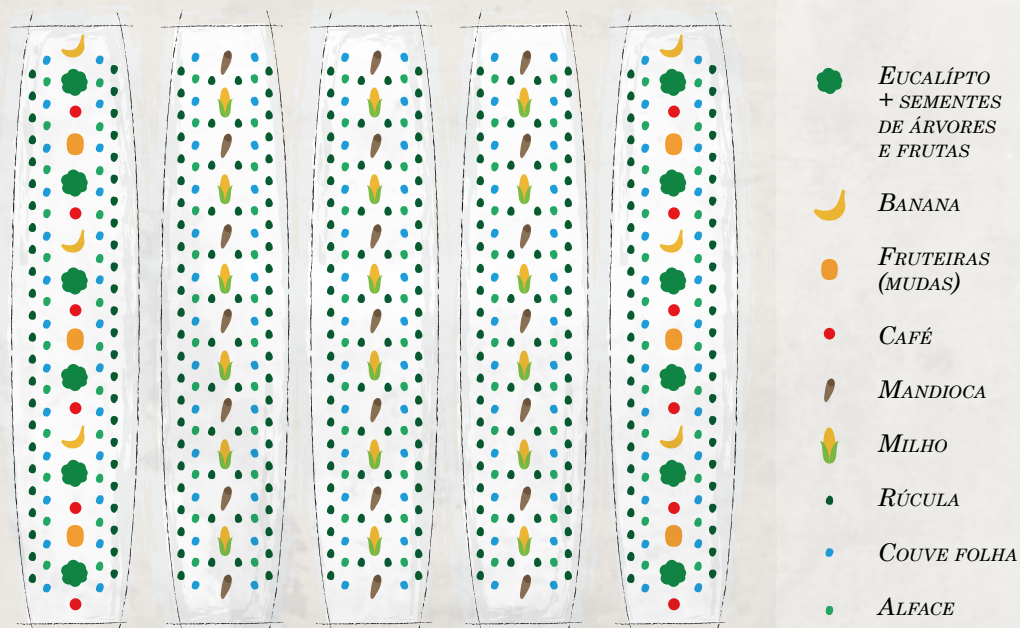 Eucalípto
+ sementes
de árvores
e frutas
Banana
Fruteiras
(mudas)
Café
Mandioca
Milho
Rúcula
Couve folha
Alface